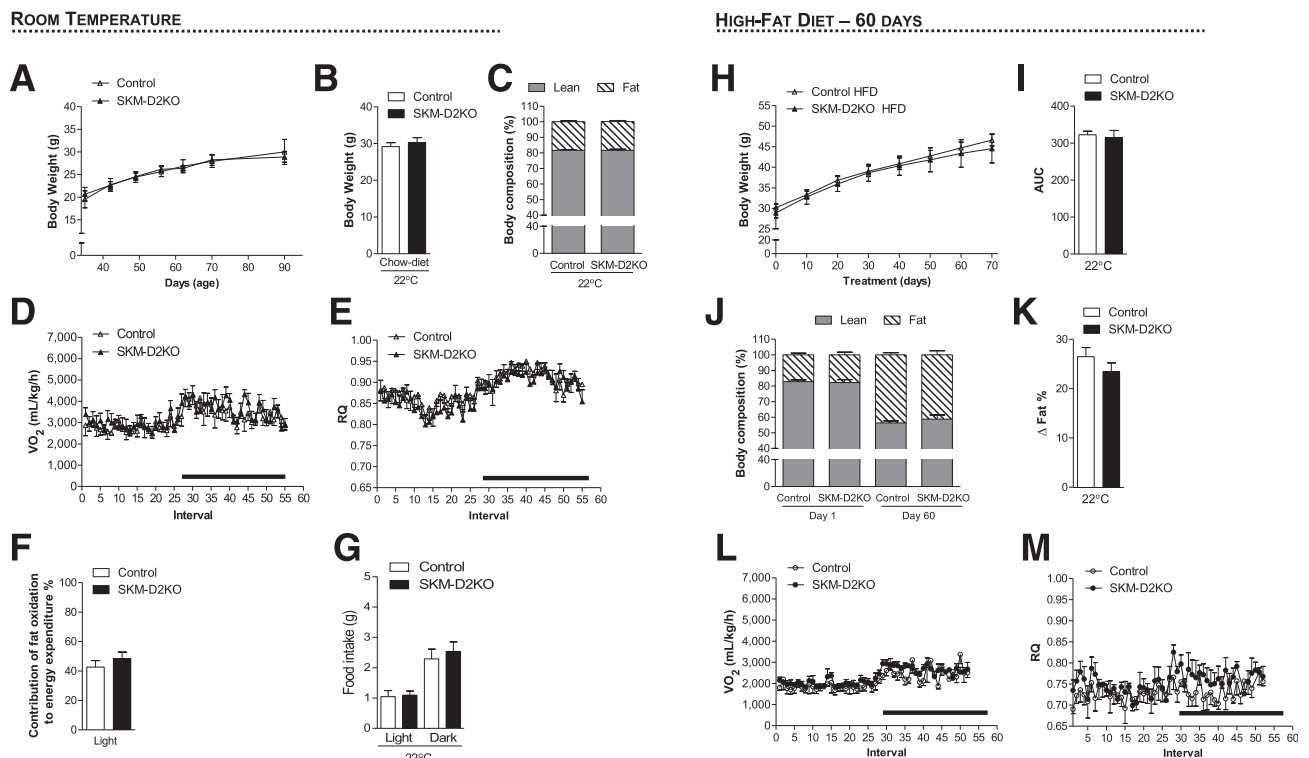 ROOM TEMPERATURE
A
Control
SKM-D2KO
Body Weight (g)
40
35
30
25
20
15
0
40 50 60 70 80 90
Days (age)
B
Control
SKM-D2KO
Body Weight (g)
40
30
20
10
0
Chow-diet
22ºC
C
Lean Fat
Body composition (%)
110
100
90
80
70
60
50
40
40
0
Control SKM-D2KO
22ºC
D
Control
SKM-D2KO
VO2 (mL/kg/h)
7,000
6,000
5,000
4,000
3,000
2,000
1,000
0
0 5 10 15 20 25 30 35 40 45 50 55 60
Interval
E
Control
SKM-D2KO
RQ
1.00
0.95
0.90
0.85
0.80
0.75
0.70
0.65
0 5 10 15 20 25 30 35 40 45 50 55 60
Interval
F
Control
SKM-D2KO
Contribution of fat oxidation
to energy expenditure %
100
80
60
40
20
0
Light
G
Control
SKM-D2KO
Food intake (g)
5
4
3
2
1
0
Light Dark
22ºC
HIGH-FAT DIET – 60 DAYS
H
Control HFD
SKM-D2KO HFD
Body Weight (g)
55
50
45
40
35
30
25
20
0
0 10 20 30 40 50 60 70
Treatment (days)
I
Control
SKM-D2KO
AUC
400
300
200
100
0
22ºC
J
Lean Fat
Body composition (%)
110
100
90
80
70
60
50
40
40
0
Control SKM-D2KO Control SKM-D2KO
Day 1 Day 60
K
Control
SKM-D2KO
Δ Fat %
30
20
10
0
22ºC
L
Control
SKM-D2KO
VO2 (mL/kg/h)
7,000
6,000
5,000
4,000
3,000
2,000
1,000
0
0 5 10 15 20 25 30 35 40 45 50 55 60
Interval
M
Control
SKM-D2KO
RQ
1.00
0.95
0.90
0.85
0.80
0.75
0.70
0.65
0 5 10 15 20 25 30 35 40 45 50 55 60
Interval